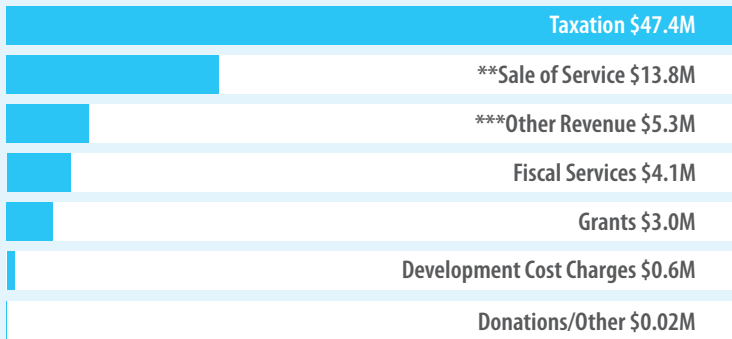 Taxation $47.4M
**Sale of Service $13.8M
***Other Revenue $5.3M
Fiscal Services $4.1M
Grants $3.0M
Development Cost Charges $0.6M
Donations/Other $0.02M